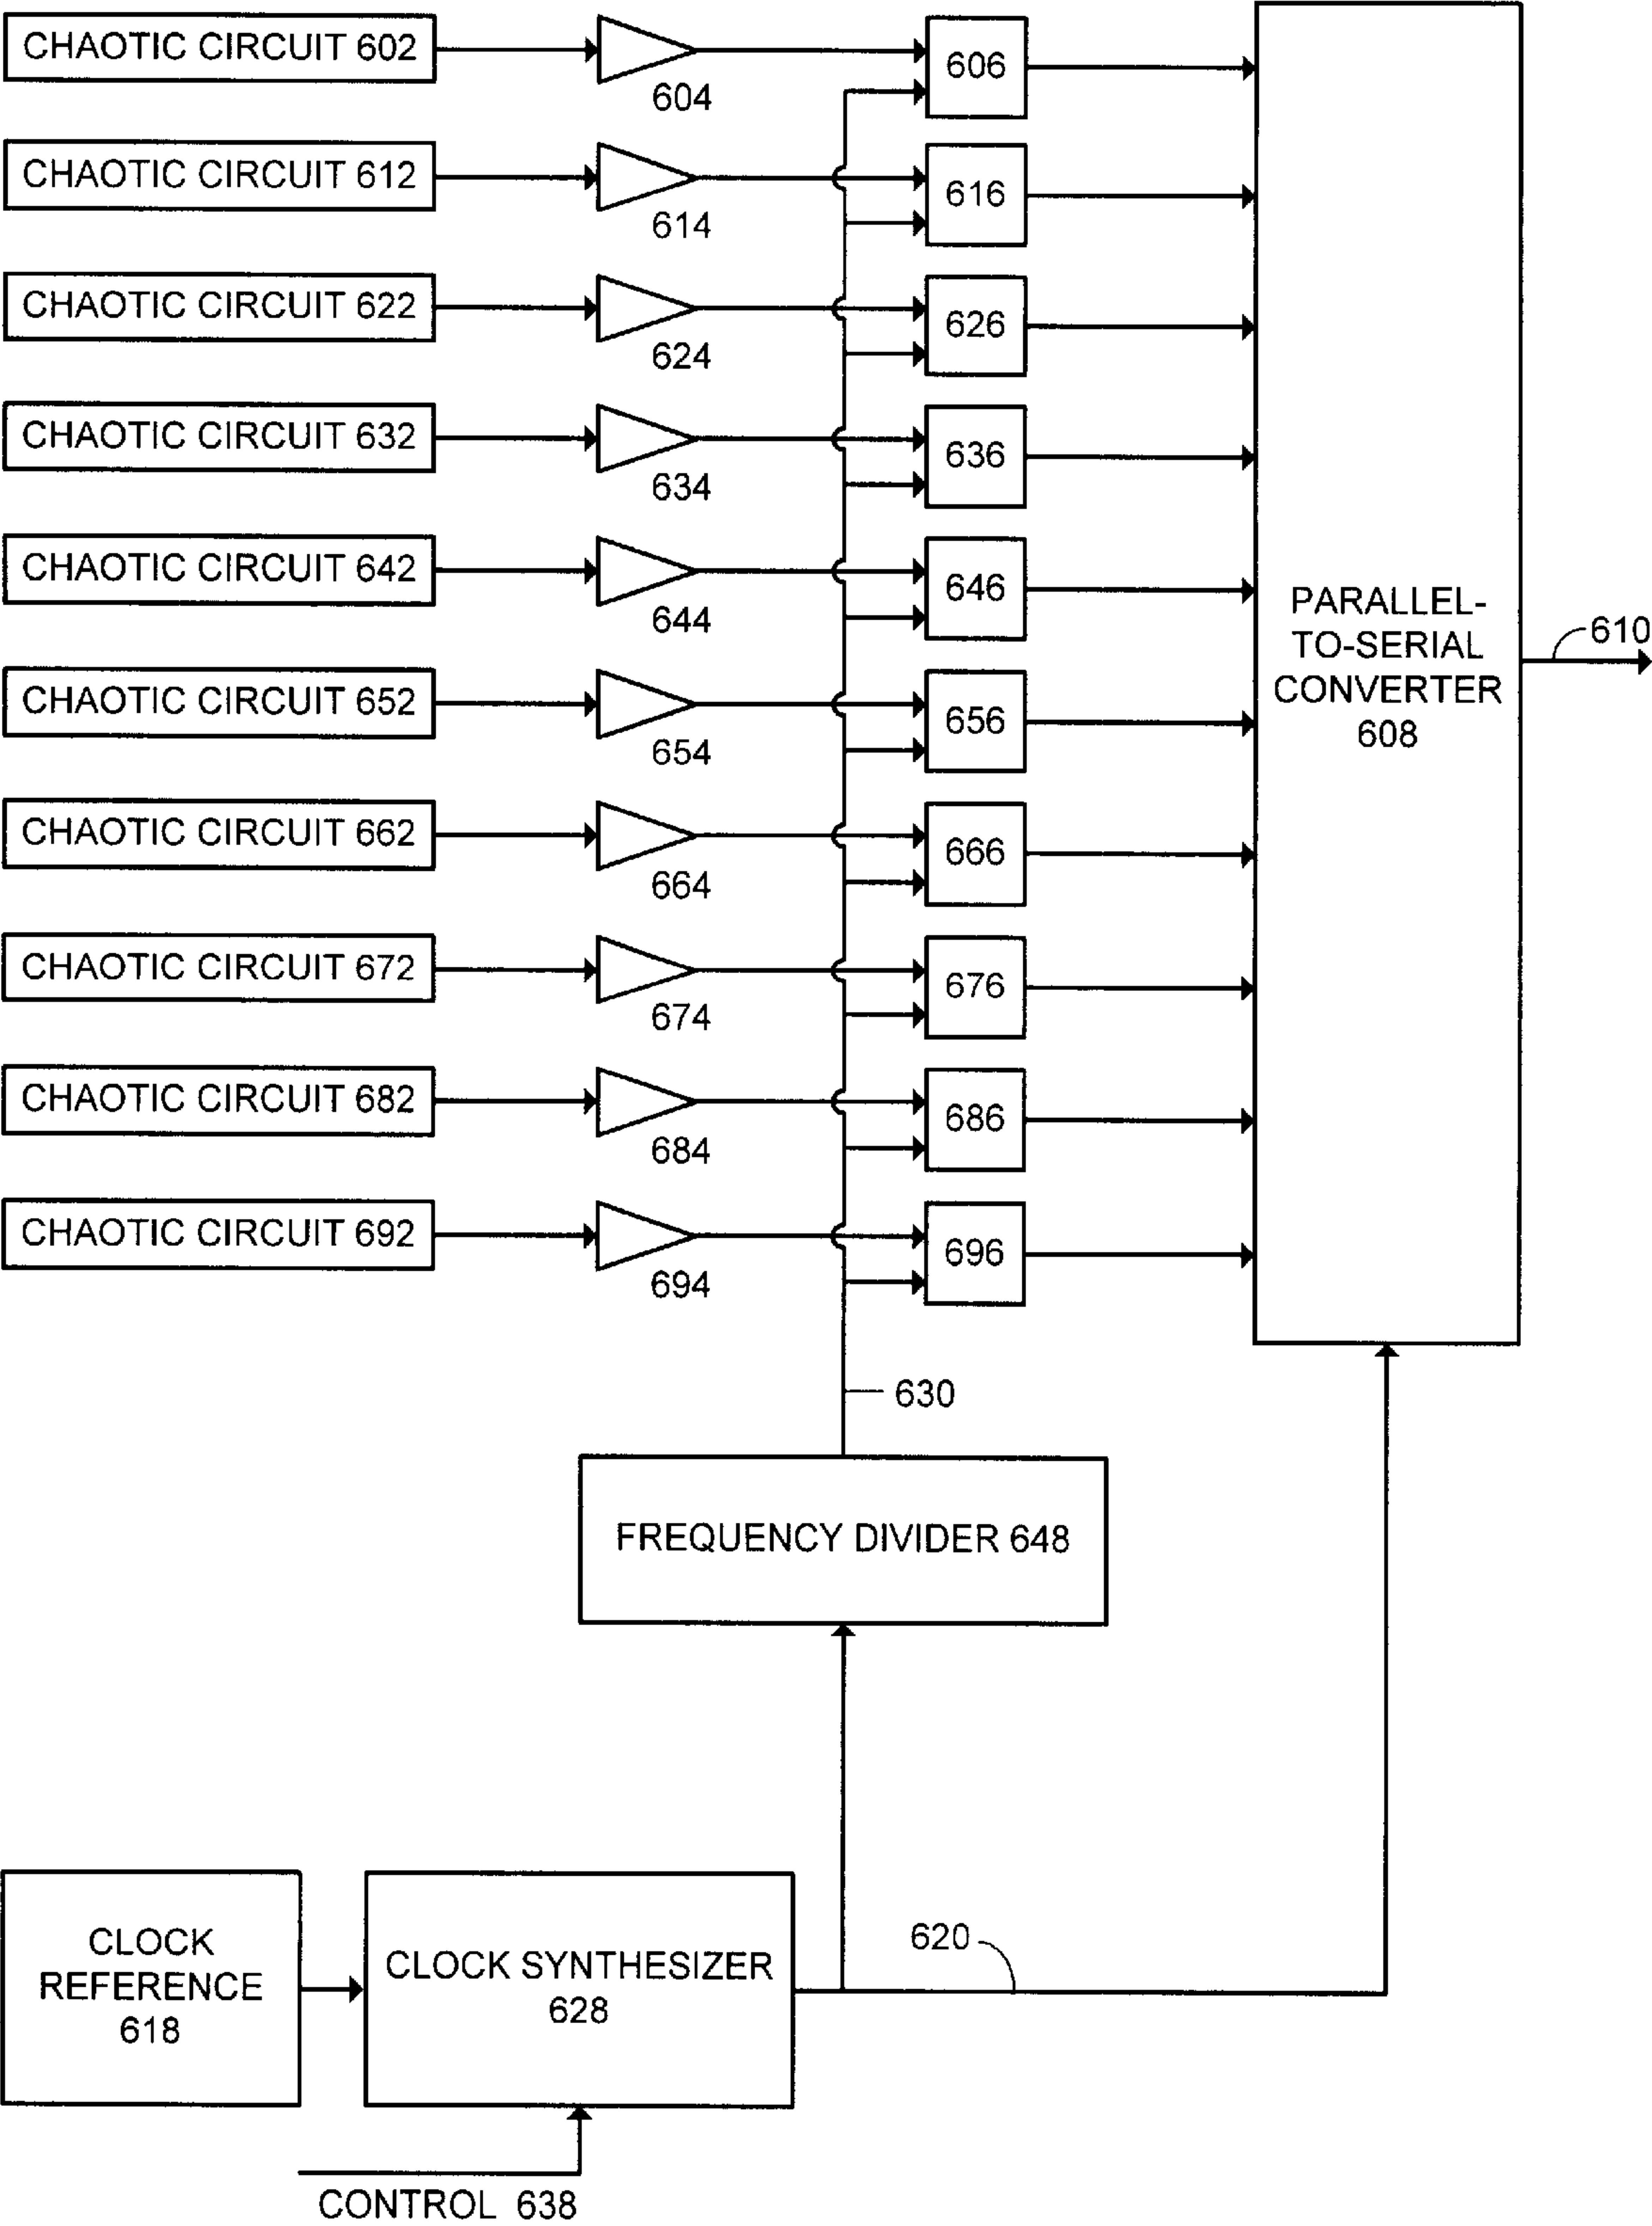 CHAOTIC CIRCUIT 602
604
606
CHAOTIC CIRCUIT 612
614
616
CHAOTIC CIRCUIT 622
624
626
CHAOTIC CIRCUIT 632
634
636
CHAOTIC CIRCUIT 642
644
646
CHAOTIC CIRCUIT 652
654
656
CHAOTIC CIRCUIT 662
664
666
CHAOTIC CIRCUIT 672
674
676
CHAOTIC CIRCUIT 682
684
686
CHAOTIC CIRCUIT 692
694
696
PARALLEL-
TO-SERIAL
CONVERTER
608
610
630
FREQUENCY DIVIDER 648
CLOCK
REFERENCE
618
CLOCK SYNTHESIZER
628
620
CONTROL 638